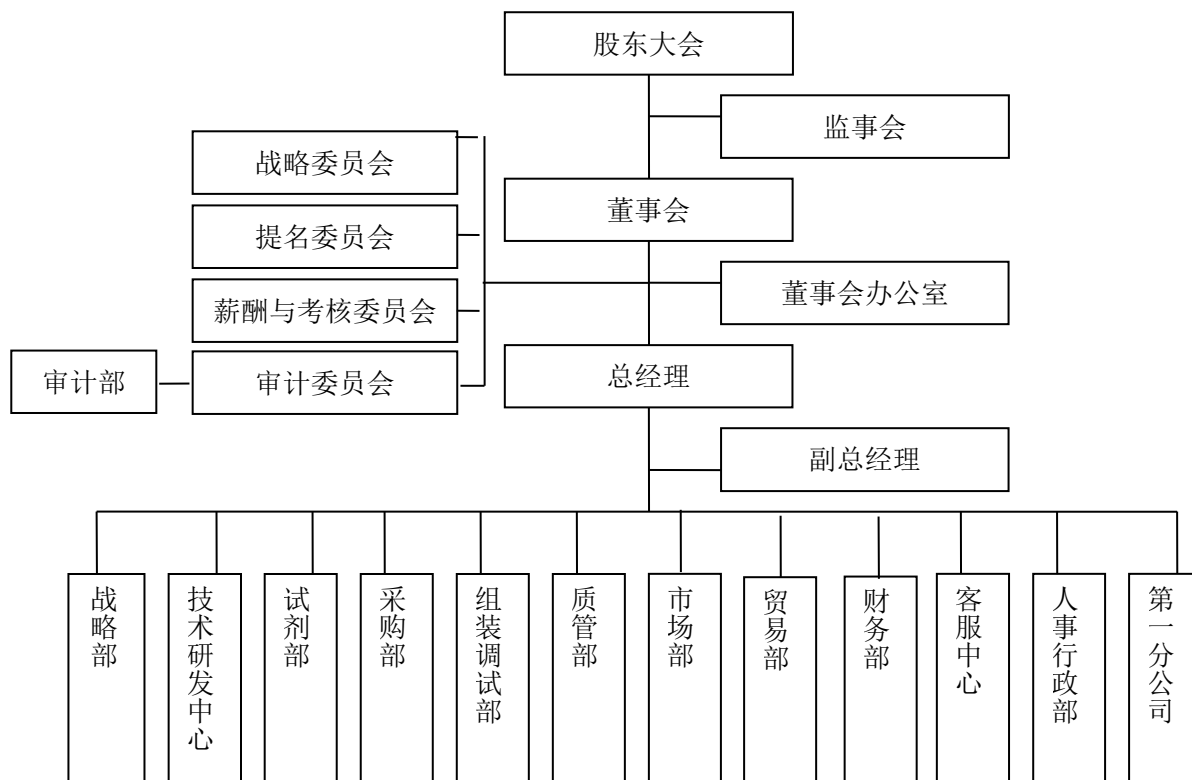 股东大会
监事会
战略委员会
董事会
提名委员会
董事会办公室
薪酬与考核委员会
总经理
审计部
审计委员会
副总经理
战略部
技术研发中心
试剂部
采购部
组装调试部
质管部
市场部
贸易部
财务部
客服中心
人事行政部
第一分公司